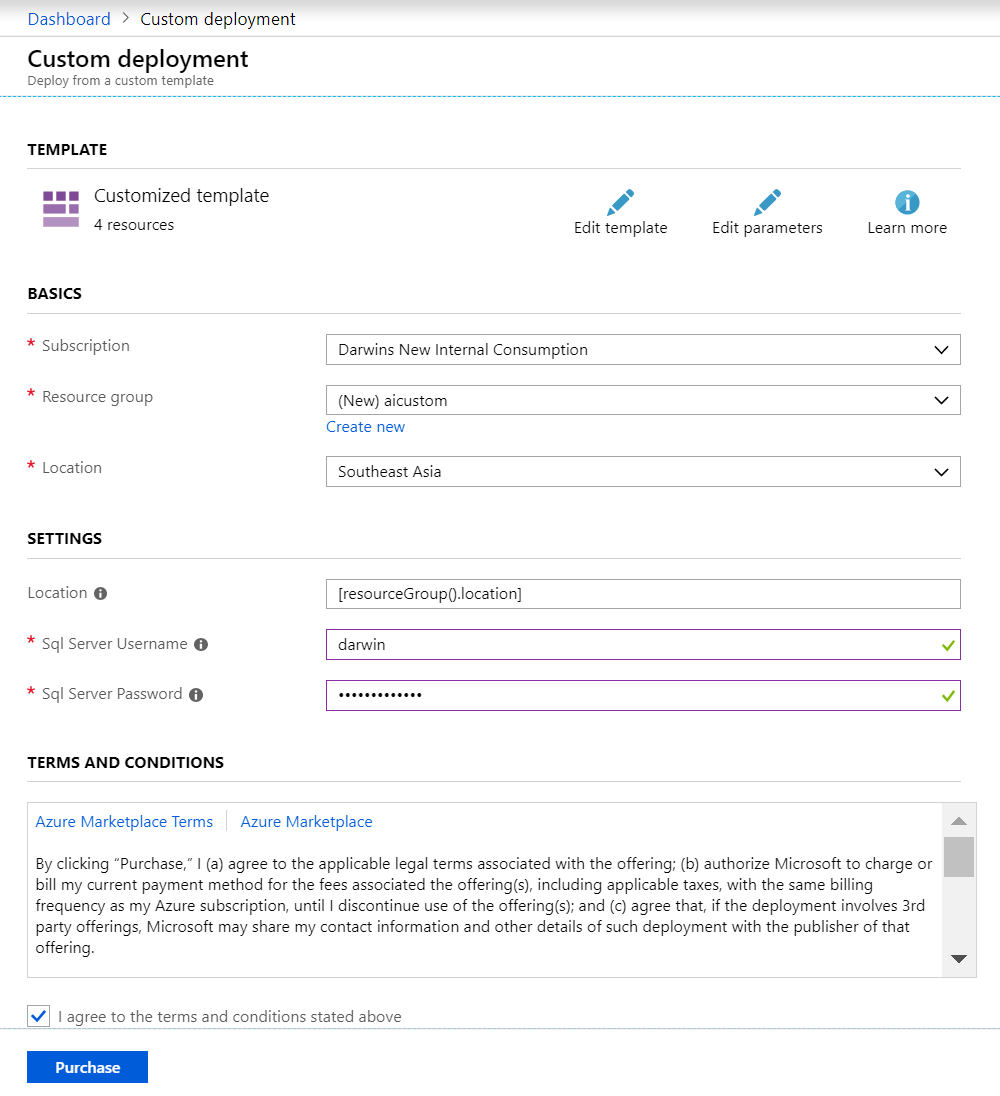 Dashboard > Custom deployment
Custom deployment
Deploy from a custom template
TEMPLATE
Customized template
4 resources
Edit template
Edit parameters
Learn more
BASICS
* Subscription
Darwins New Internal Consumption
* Resource group
(New) aicustom
Create new
* Location
Southeast Asia
SETTINGS
Location
[resourceGroup().location]
* Sql Server Username
darwin
* Sql Server Password
•••••••••••••
TERMS AND CONDITIONS
Azure Marketplace Terms | Azure Marketplace
By clicking “Purchase,” I (a) agree to the applicable legal terms associated with the offering; (b) authorize Microsoft to charge or
bill my current payment method for the fees associated the offering(s), including applicable taxes, with the same billing
frequency as my Azure subscription, until I discontinue use of the offering(s); and (c) agree that, if the deployment involves 3rd
party offerings, Microsoft may share my contact information and other details of such deployment with the publisher of that
offering.
I agree to the terms and conditions stated above
Purchase